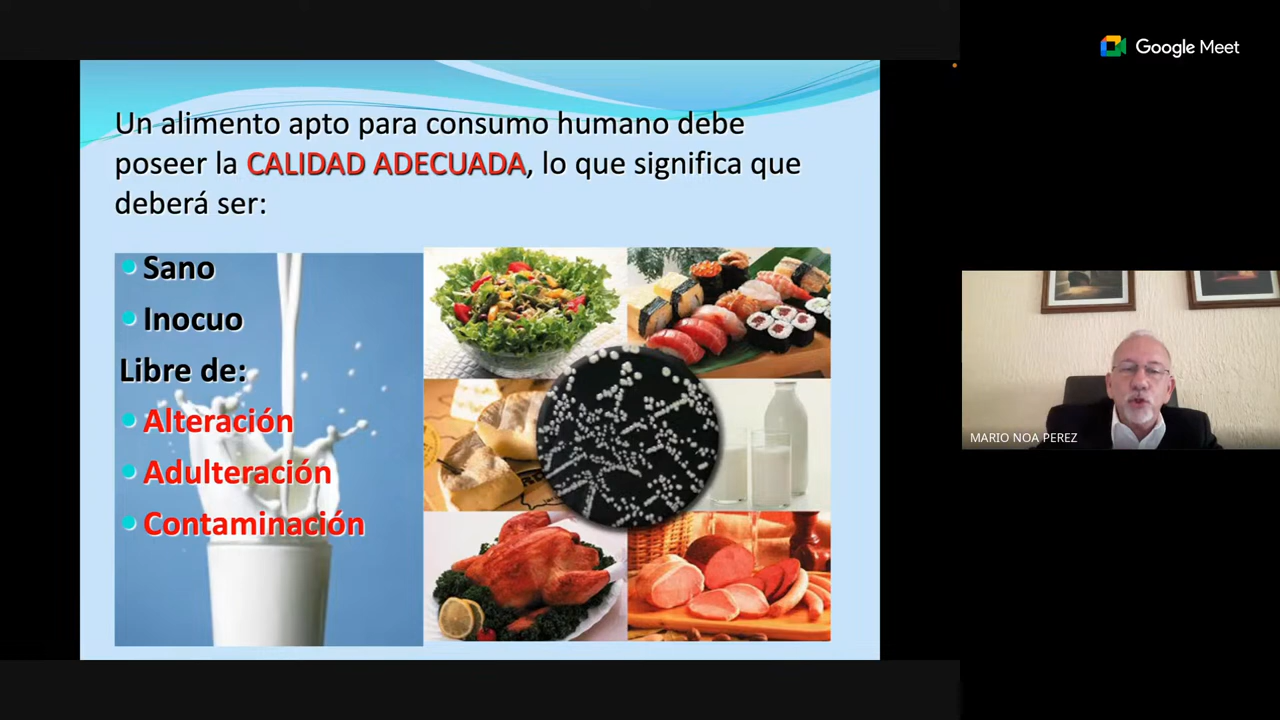 Un alimento apto para consumo humano debe
poseer la CALIDAD ADECUADA, lo que significa que
deberá ser:
• Sano
• Inocuo
Libre de:
• Alteración
• Adulteración
• Contaminación
Google Meet
MARIO NOA PEREZ